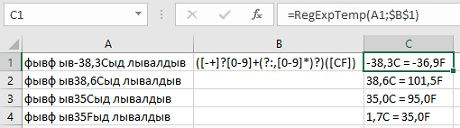 C1 =RegExpTemp(A1;$B$1)
A B C
1 фывф ыв-38,3Сыд лывалдыв ([-+]?[0-9]+(?:,[0-9]*)?)([CF]) -38,3C = -36,9F
2 фывф ыв38,6Сыд лывалдыв 38,6C = 101,5F
3 фывф ыв35Сыд лывалдыв 35,0C = 95,0F
4 фывф ыв35Fыд лывалдыв 1,7C = 35,0F